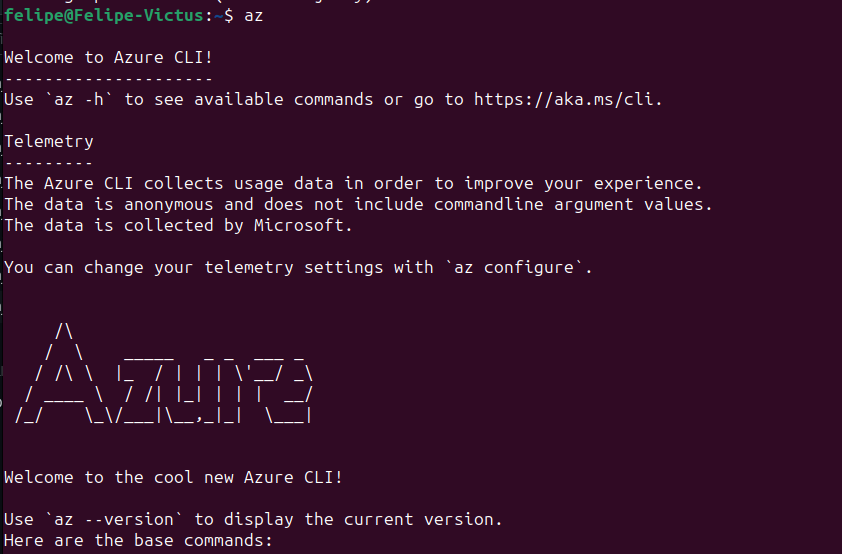 felipe@Felipe-Victus:~$ az
Welcome to Azure CLI!
---------------------
Use `az -h` to see available commands or go to https://aka.ms/cli.
Telemetry
---------
The Azure CLI collects usage data in order to improve your experience.
The data is anonymous and does not include commandline argument values.
The data is collected by Microsoft.
You can change your telemetry settings with `az configure`.
     /\
    /  \    _____   _ _  ___ _
   / /\ \  |_  / | | | \'__/ _\
  / ____ \  / /| |_| | | |  __/
 /_/    \_\/___|\__,_|_|  \___|
Welcome to the cool new Azure CLI!
Use `az --version` to display the current version.
Here are the base commands: